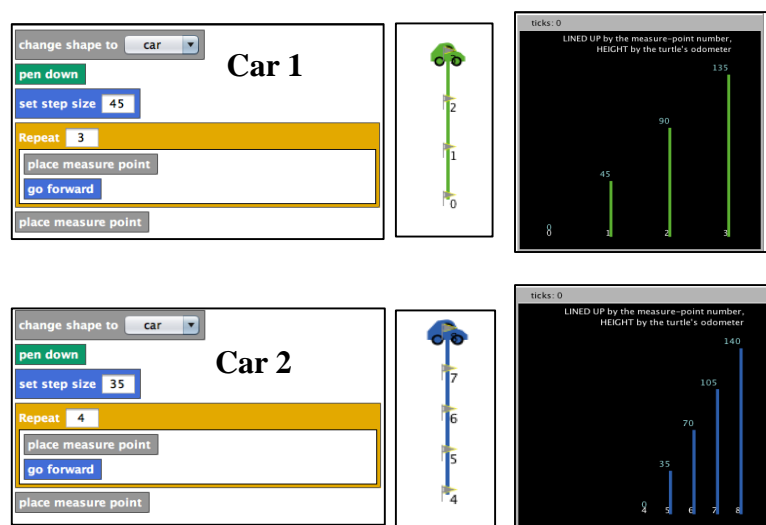 change shape to car
Car 1
pen down
set step size 45
Repeat 3
place measure point
go forward
place measure point
2
1
0
ticks: 0
LINED UP by the measure-point number,
HEIGHT by the turtle's odometer
135
90
45
0
0 1 2 3
change shape to car
Car 2
pen down
set step size 35
Repeat 4
place measure point
go forward
place measure point
7
6
5
4
ticks: 0
LINED UP by the measure-point number,
HEIGHT by the turtle's odometer
140
105
70
35
0
4 5 6 7 8